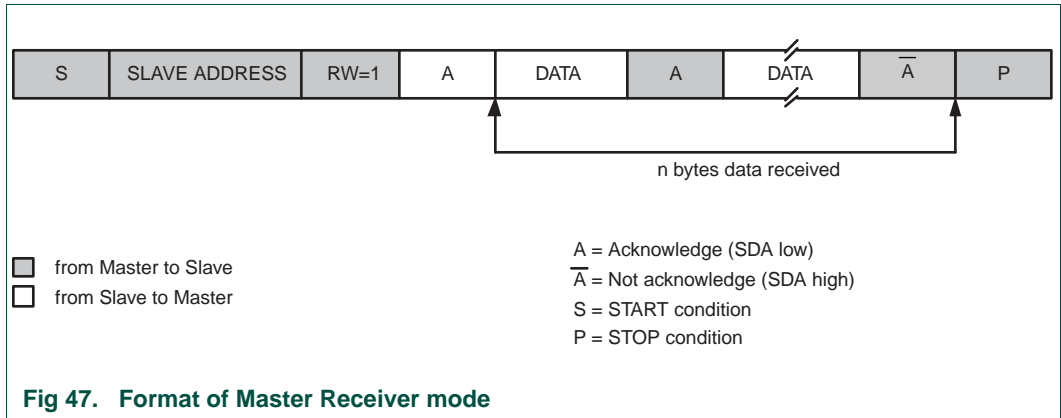 S SLAVE ADDRESS RW=1 A DATA A DATA A̅ P
n bytes data received
from Master to Slave
from Slave to Master
A = Acknowledge (SDA low)
A̅ = Not acknowledge (SDA high)
S = START condition
P = STOP condition
Fig 47. Format of Master Receiver mode